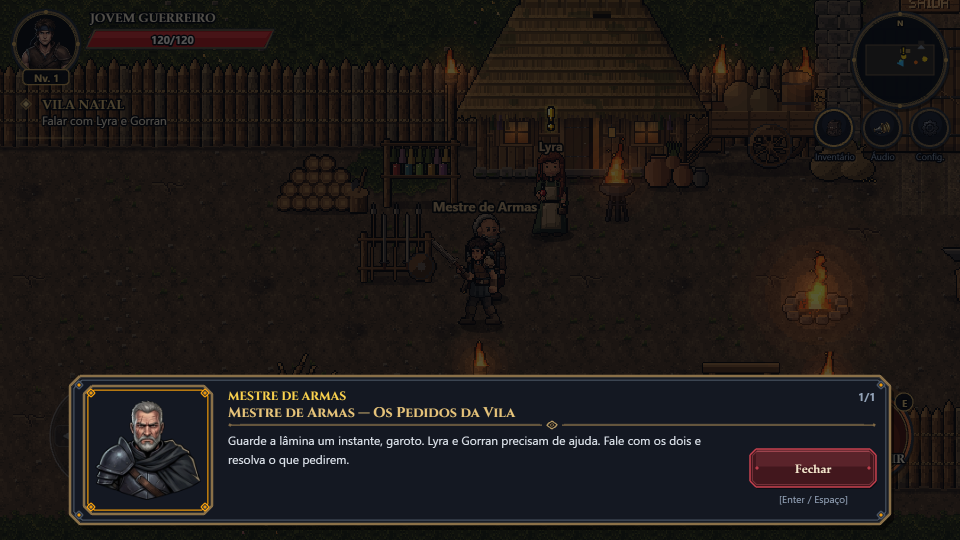 JOVEM GUERREIRO
120/120
Nv. 1
VILA NATAL
Falar com Lyra e Gorran
SAÍDA
N
Inventário
Áudio
Config.
Lyra
Mestre de Armas
MESTRE DE ARMAS
1/1
Mestre de Armas — Os Pedidos da Vila
Guarde a lâmina um instante, garoto. Lyra e Gorran precisam de ajuda. Fale com os dois e
resolva o que pedirem.
E
Fechar
[Enter / Espaço]